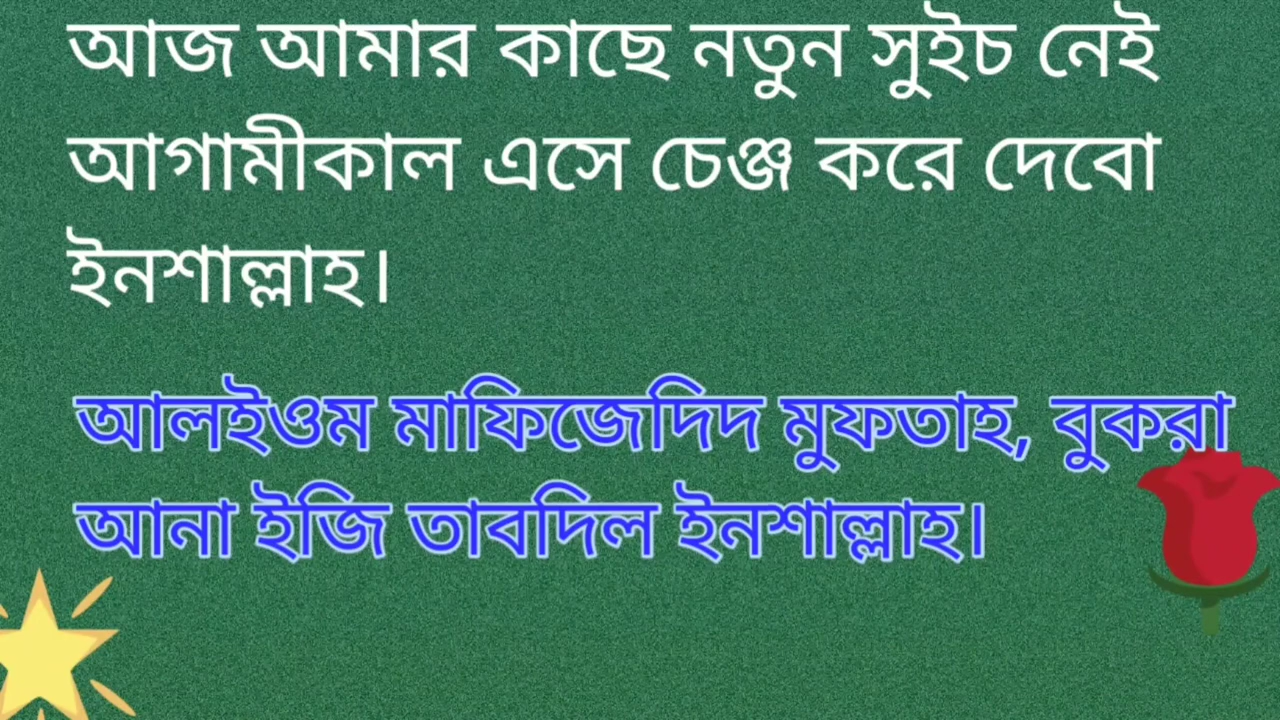 আজ আমার কাছে নতুন সুইচ নেই
আগামীকাল এসে চেঞ্জ করে দেবো
ইনশাল্লাহ।
আলইওম মাফিজেদিদ মুফতাহ, বুকরা
আনা ইজি তাবদিল ইনশাল্লাহ।